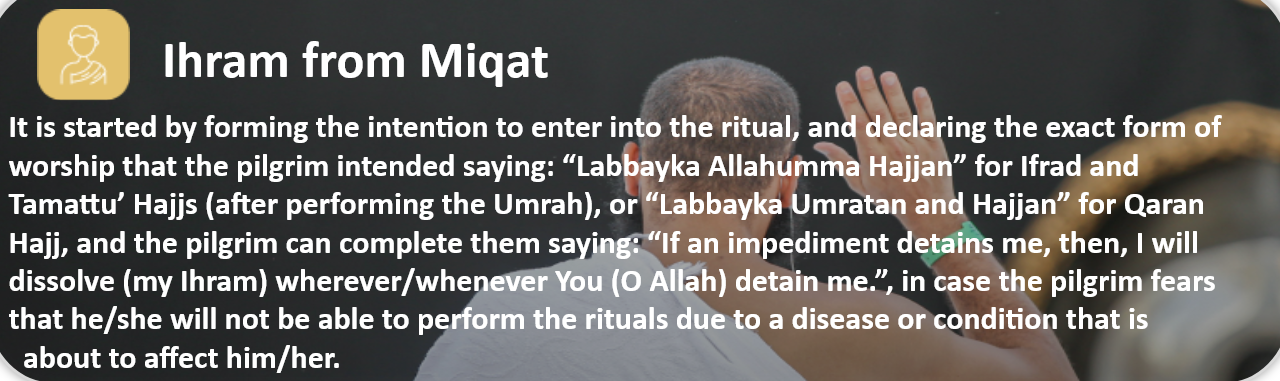 Ihram from Miqat
It is started by forming the intention to enter into the ritual, and declaring the exact form of
worship that the pilgrim intended saying: “Labbayka Allahumma Hajjan” for Ifrad and
Tamattu’ Hajjs (after performing the Umrah), or “Labbayka Umratan and Hajjan” for Qaran
Hajj, and the pilgrim can complete them saying: “If an impediment detains me, then, I will
dissolve (my Ihram) wherever/whenever You (O Allah) detain me.”, in case the pilgrim fears
that he/she will not be able to perform the rituals due to a disease or condition that is
about to affect him/her.